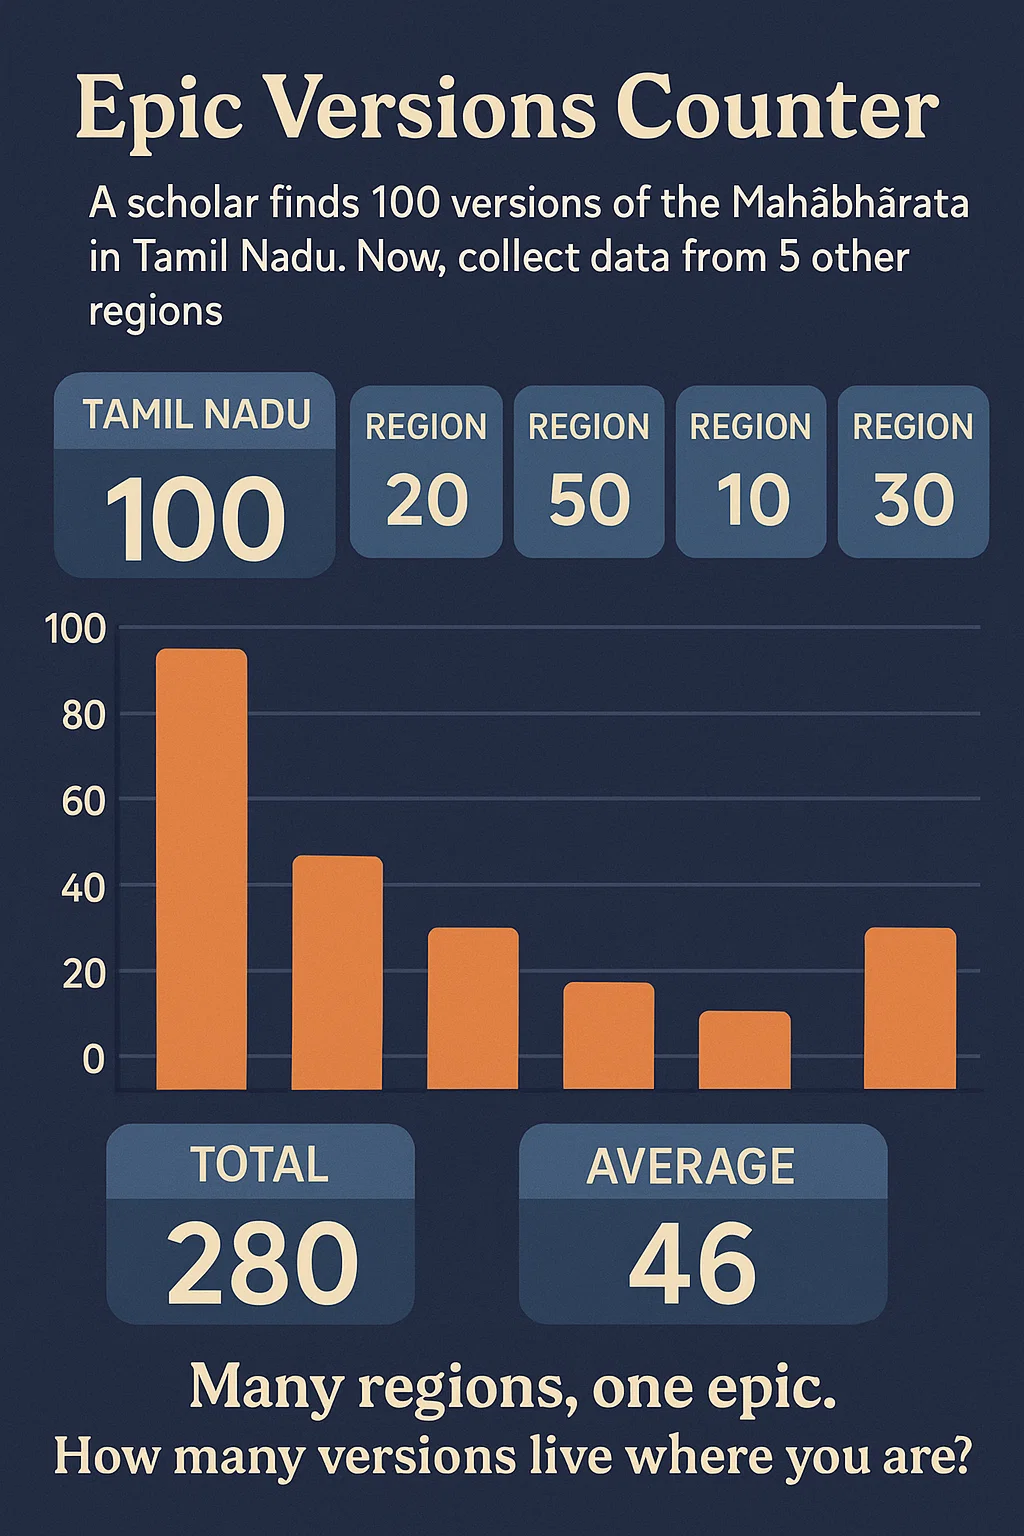 Epic Versions Counter
A scholar finds 100 versions of the Mahâbhãrata
in Tamil Nadu. Now, collect data from 5 other
regions
TAMIL NADU
100
REGION
20
REGION
50
REGION
10
REGION
30
100
80
60
40
20
0
TOTAL
280
AVERAGE
46
Many regions, one epic.
How many versions live where you are?